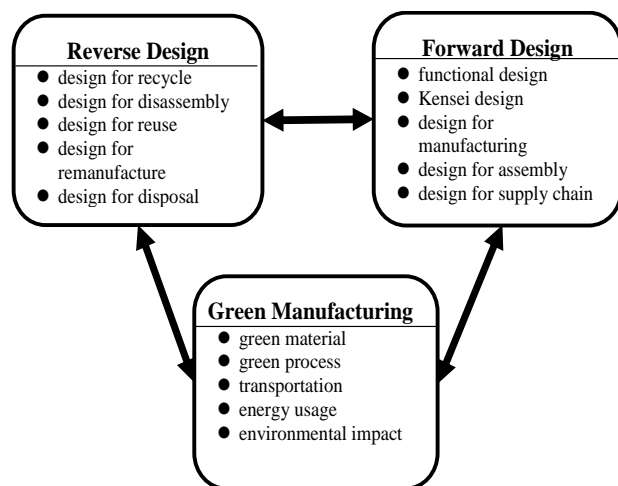 Reverse Design
● design for recycle
● design for disassembly
● design for reuse
● design for
remanufacture
● design for disposal
Forward Design
● functional design
● Kensei design
● design for
manufacturing
● design for assembly
● design for supply chain
Green Manufacturing
● green material
● green process
● transportation
● energy usage
● environmental impact